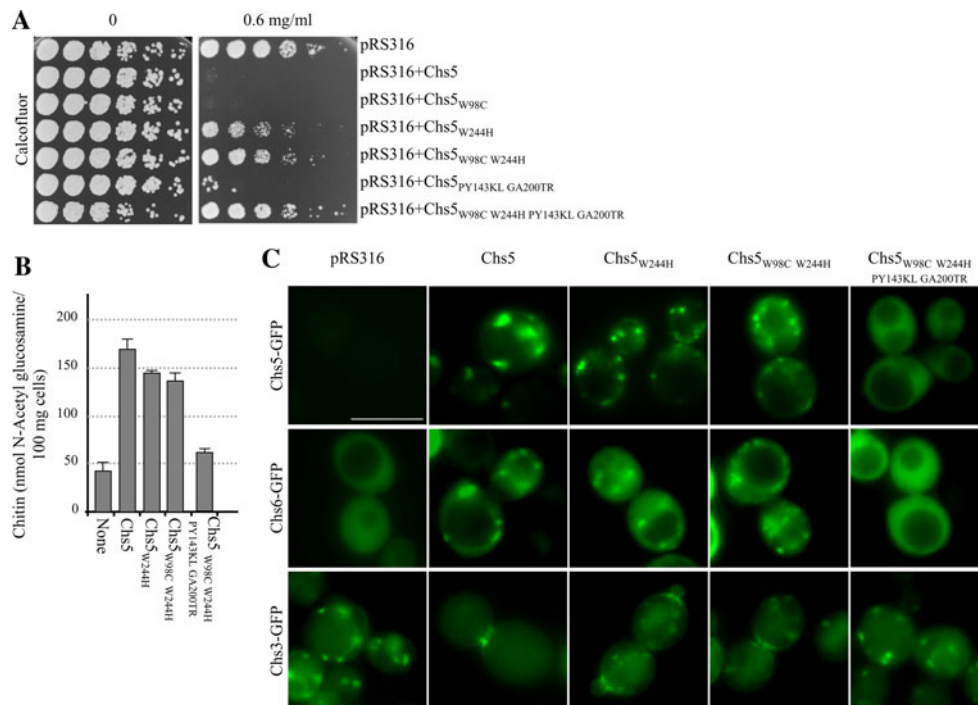 A
0 0.6 mg/ml
Calcofluor
pRS316
pRS316+Chs5
pRS316+Chs5W98C
pRS316+Chs5W244H
pRS316+Chs5W98C W244H
pRS316+Chs5PY143KL GA200TR
pRS316+Chs5W98C W244H PY143KL GA200TR
B
Chitin (nmol N-Acetyl glucosamine/
100 mg cells)
200
150
100
50
0
None
Chs5
Chs5W244H
Chs5W98C W244H
Chs5W98C W244H
PY143KL GA200TR
C
pRS316 Chs5 Chs5W244H Chs5W98C W244H Chs5W98C W244H
PY143KL GA200TR
Chs5-GFP
Chs6-GFP
Chs3-GFP